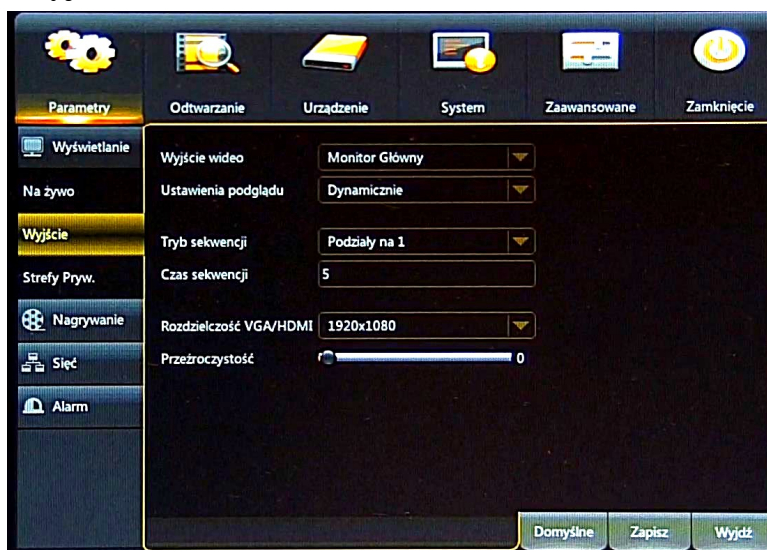 Parametry Odtwarzanie Urządzenie System Zaawansowane Zamknięcie
Wyświetlanie
Na żywo
Wyjście
Strefy Pryw.
Nagrywanie
Sięć
Alarm
Wyjście wideo Monitor Główny
Ustawienia podglądu Dynamicznie
Tryb sekwencji Podziały na 1
Czas sekwencji 5
Rozdzielczość VGA/HDMI 1920x1080
Przeźroczystość 0
Domyślne Zapisz Wyjdź